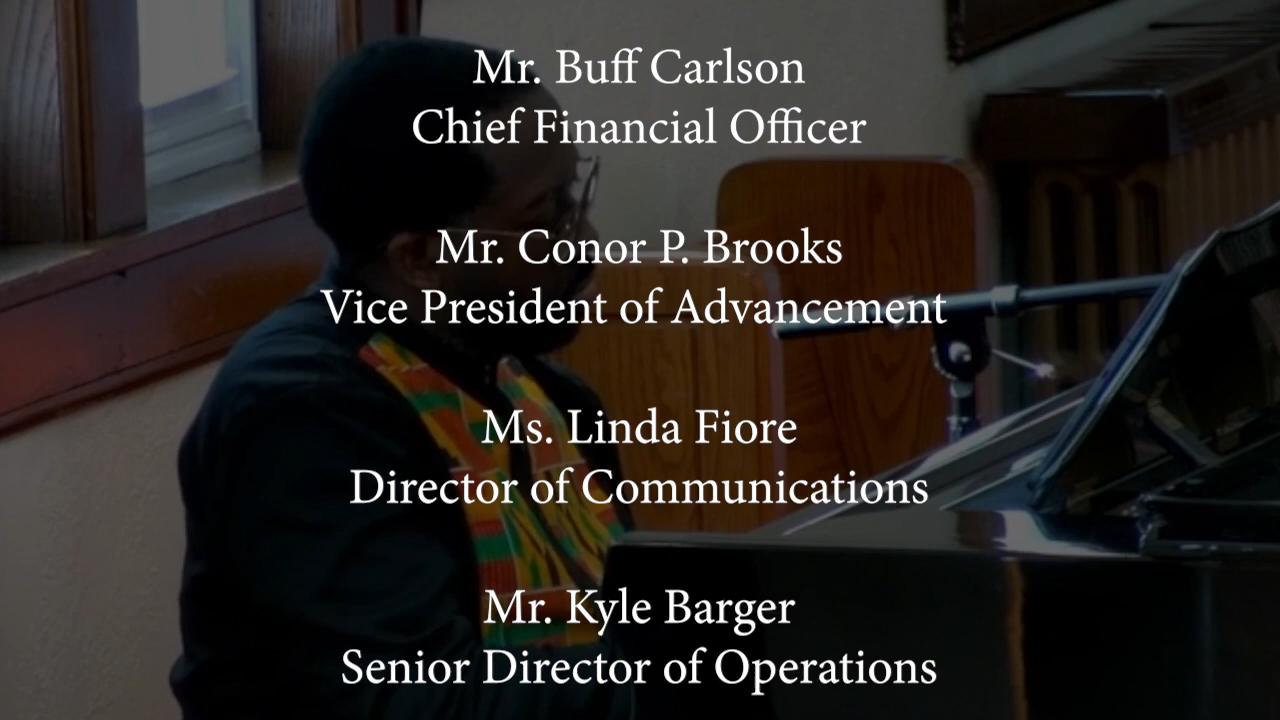 Mr. Buff Carlson
Chief Financial Officer
Mr. Conor P. Brooks
Vice President of Advancement
Ms. Linda Fiore
Director of Communications
Mr. Kyle Barger
Senior Director of Operations